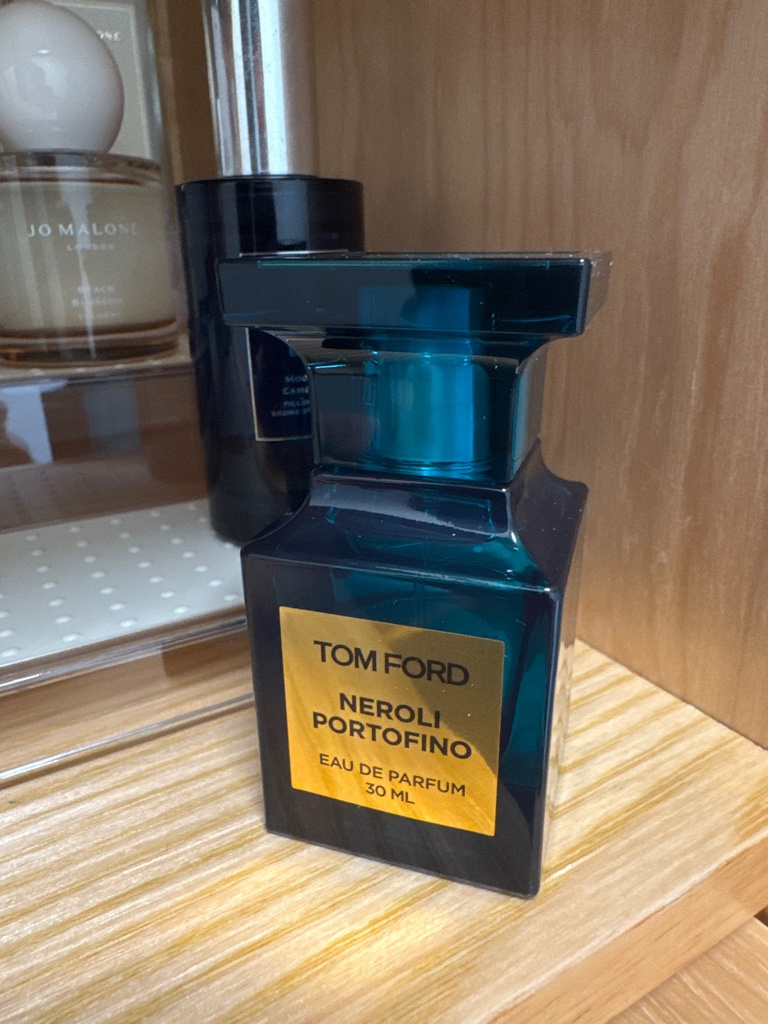 JO MALONE
LONDON
TOM FORD
NEROLI
PORTOFINO
EAU DE PARFUM
30 ML